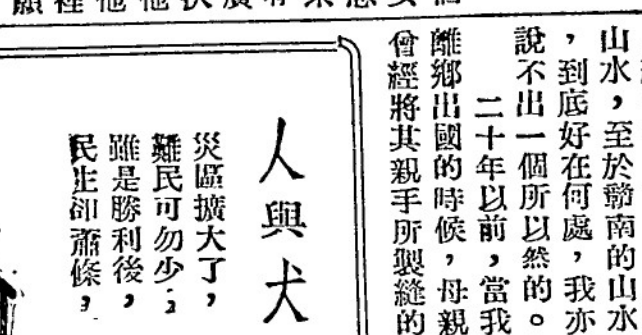 山水，至於贛南的山水
，到底好在何處，我亦
說不出一個所以然的。
二十年以前，當我
離鄉出國的時候，母親
曾經將其親手所製縫的
人與犬
災區擴大了，
難民可勿少；
雖是勝利後，
民生卻蕭條，